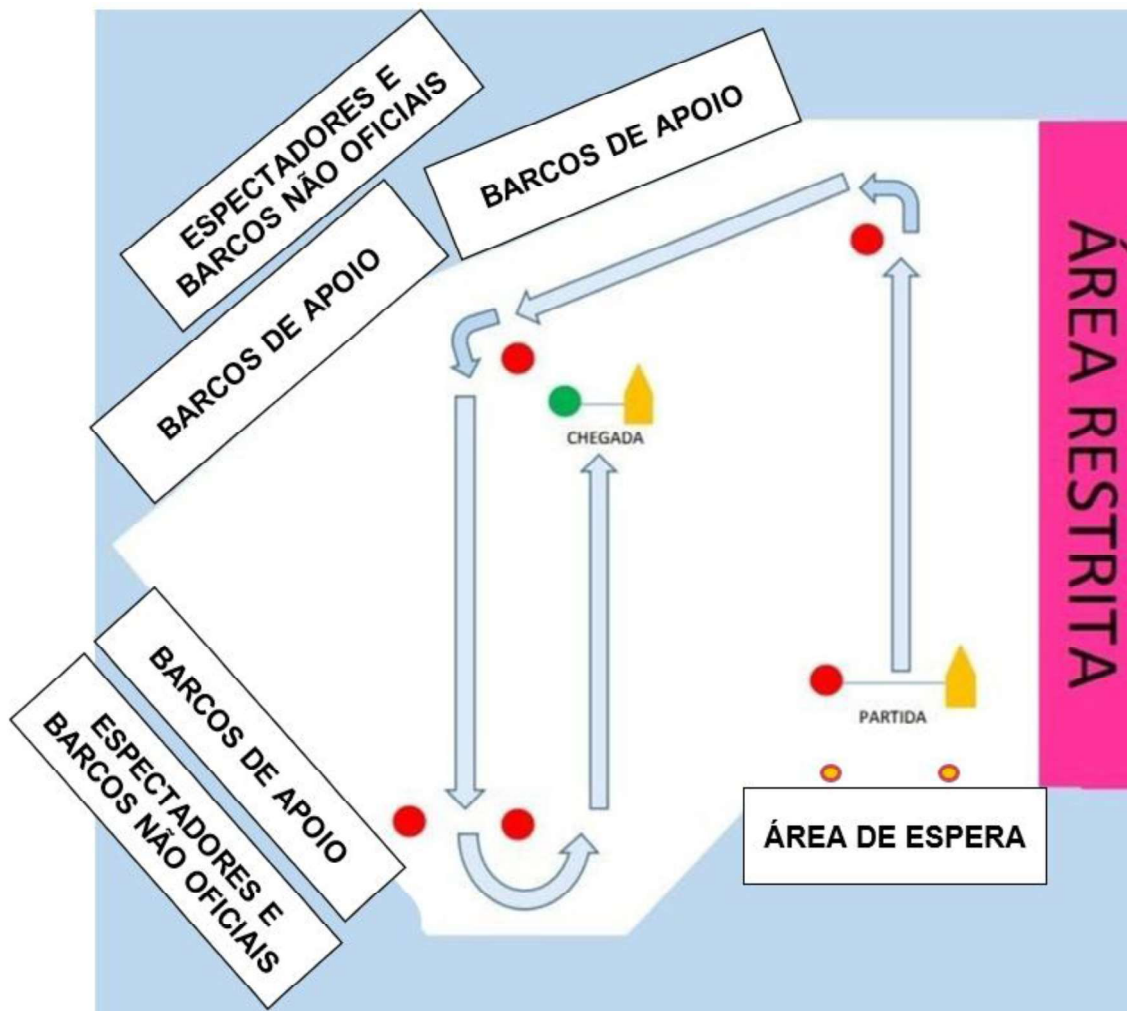 ESPECTADORES E
BARCOS NÃO OFICIAIS
BARCOS DE APOIO
BARCOS DE APOIO
CHEGADA
ÁREA RESTRITA
BARCOS DE APOIO
ESPECTADORES E
BARCOS NÃO OFICIAIS
PARTIDA
ÁREA DE ESPERA